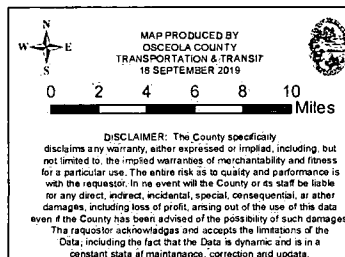 N
W E
S
MAP PRODUCED BY
OSCEOLA COUNTY
TRANSPORTATION & TRANSIT
18 SEPTEMBER 2019
0 2 4 6 8 10
Miles
DISCLAIMER: The County specifically
disclaims any warranty, either expressed or implied, including, but
not limited to, the implied warranties of merchantability and fitness
for a particular use. The entire risk as to quality and performance is
with the requestor. In no event will the County or its staff be liable
for any direct, indirect, incidental, special, consequential, or other
damages, including loss of profit, arising out of the use of this data
even if the County has been advised of the possibility of such damages.
The requestor acknowledges and accepts the limitations of the
Data, including the fact that the Data is dynamic and is in a
constant state of maintenance, correction and update.